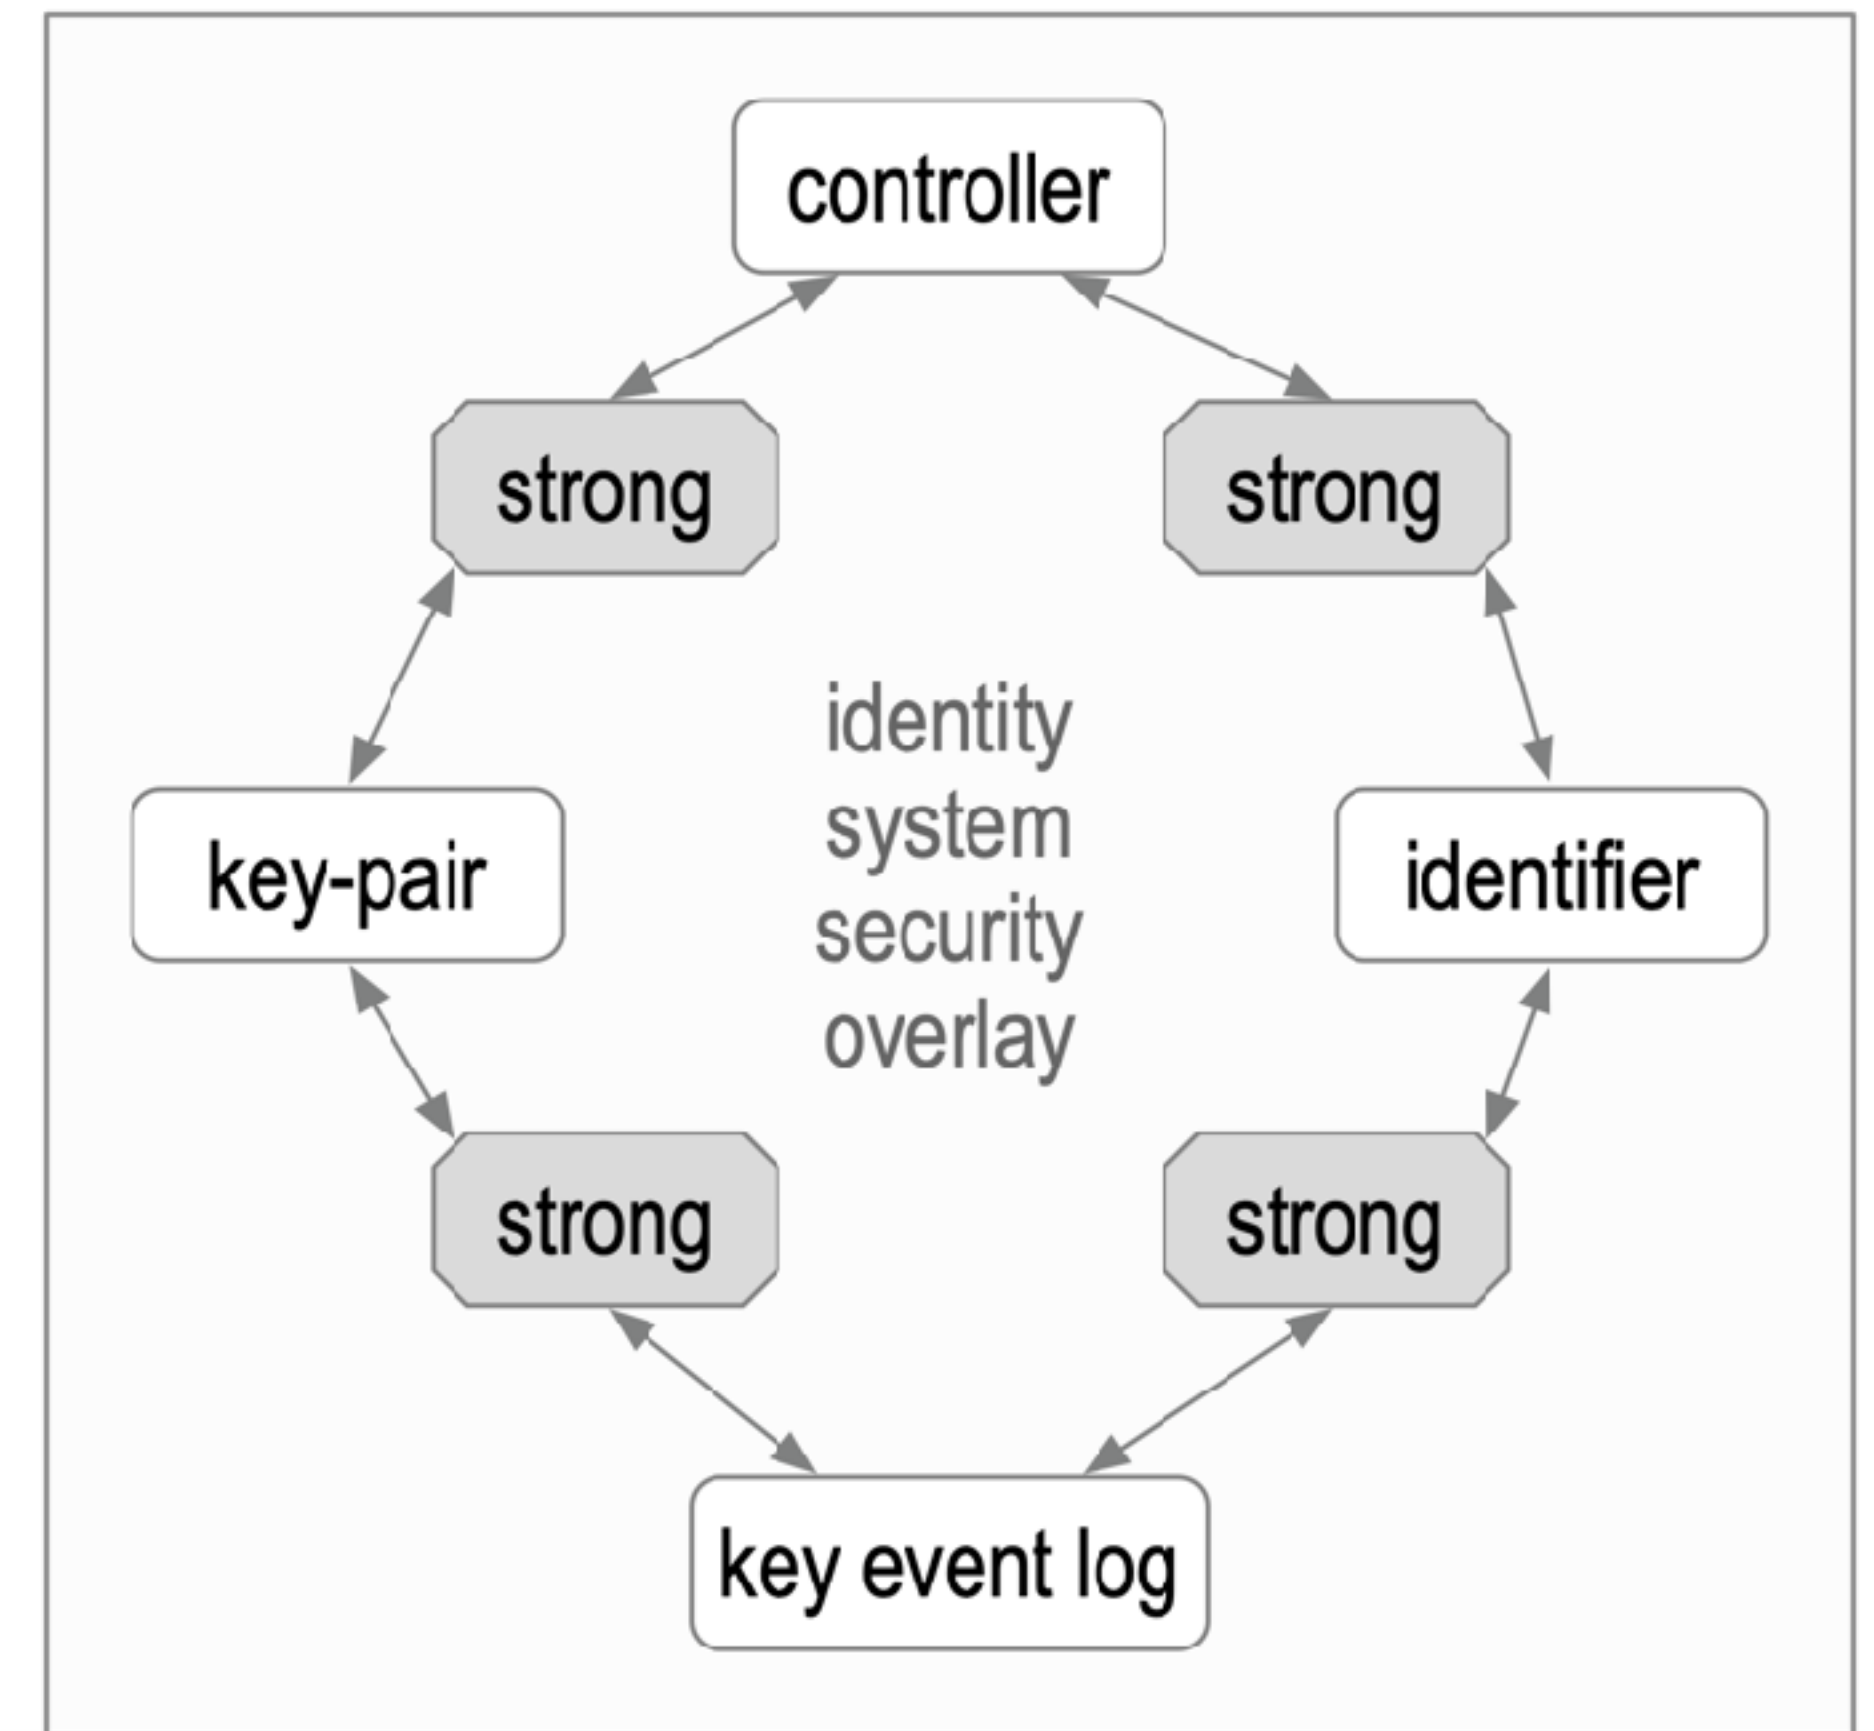 controller
strong
strong
identity
system
security
overlay
key-pair
identifier
strong
strong
key event log